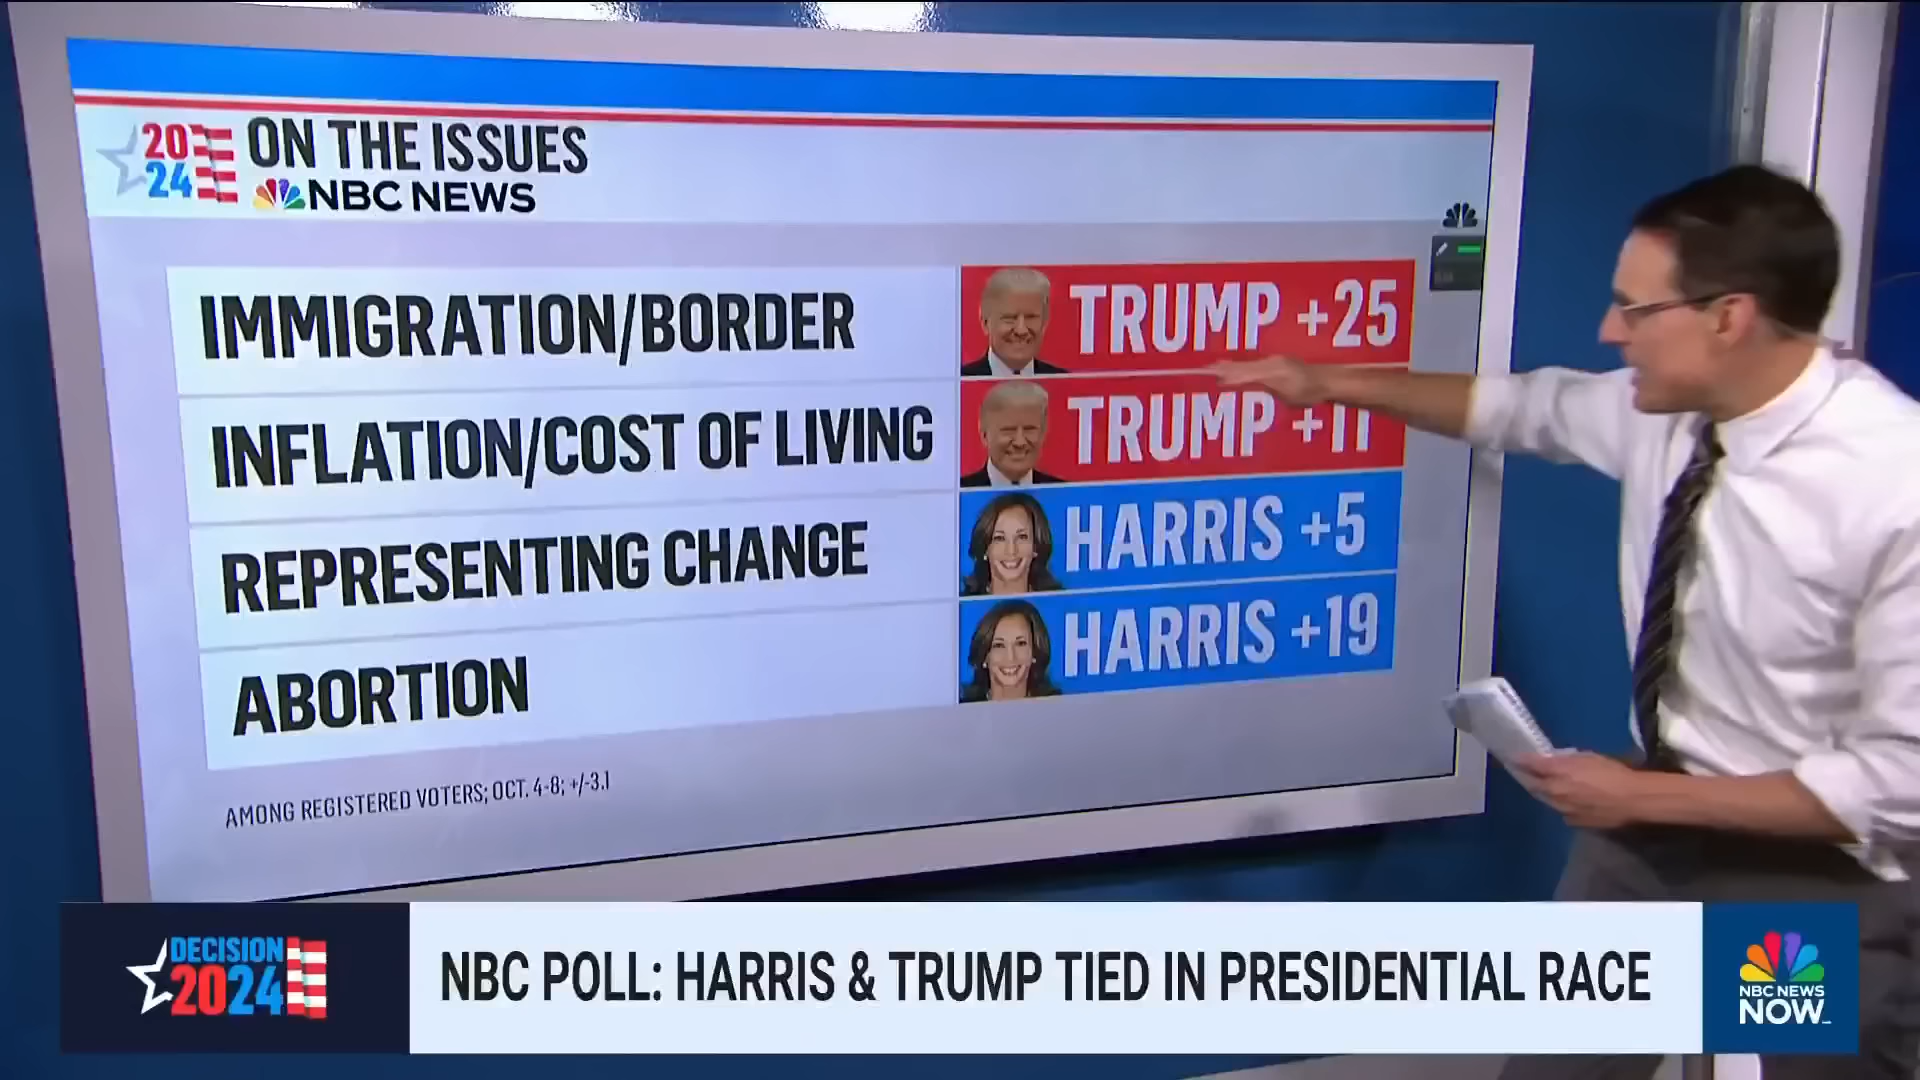 2024
ON THE ISSUES
NBC NEWS
IMMIGRATION/BORDER
TRUMP +25
INFLATION/COST OF LIVING
TRUMP +11
REPRESENTING CHANGE
HARRIS +5
ABORTION
HARRIS +19
AMONG REGISTERED VOTERS; OCT. 4-8; +/-3.1
DECISION
2024
NBC POLL: HARRIS & TRUMP TIED IN PRESIDENTIAL RACE
NBC NEWS
NOW